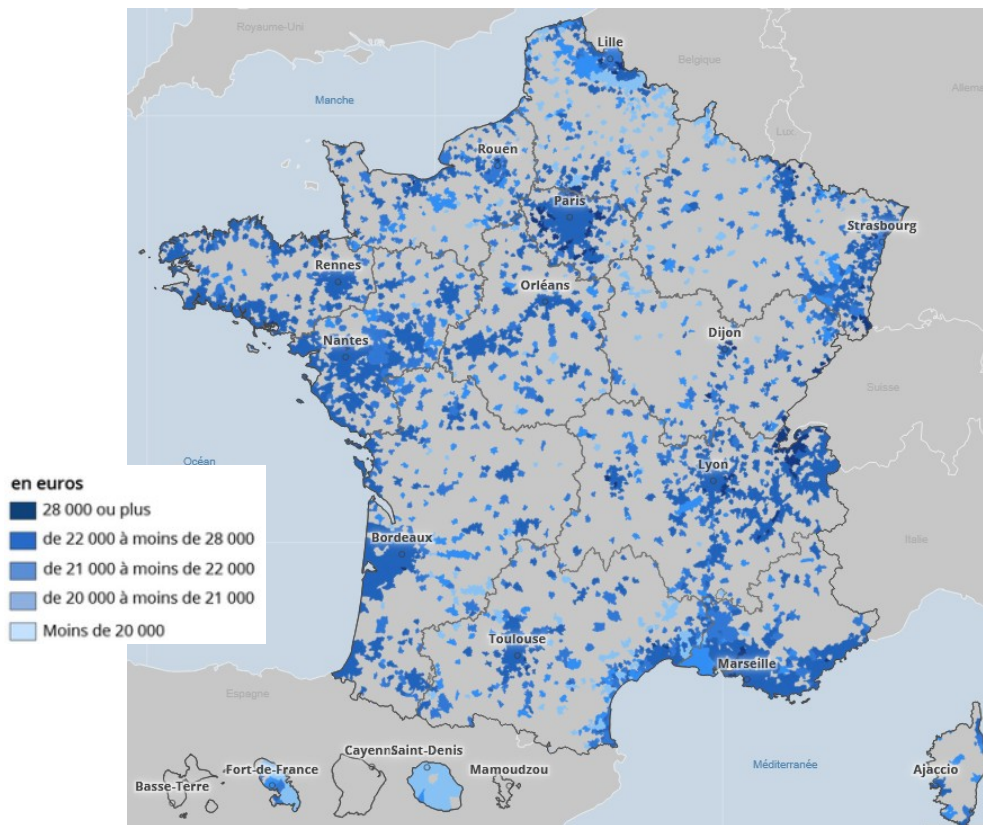 Royaume-Uni
Lille
Belgique
Allema
Manche
Lux
Rouen
Paris
Strasbourg
Rennes
Orléans
Nantes
Dijon
Suisse
Océan
Lyon
en euros
28 000 ou plus
de 22 000 à moins de 28 000
Bordeaux
Italie
de 21 000 à moins de 22 000
de 20 000 à moins de 21 000
Moins de 20 000
Toulouse
Marseille
Espagne
Cayenn Saint-Denis
Fort-de-France
Mamoudzou
Méditerranée
Ajaccio
Basse-Terre